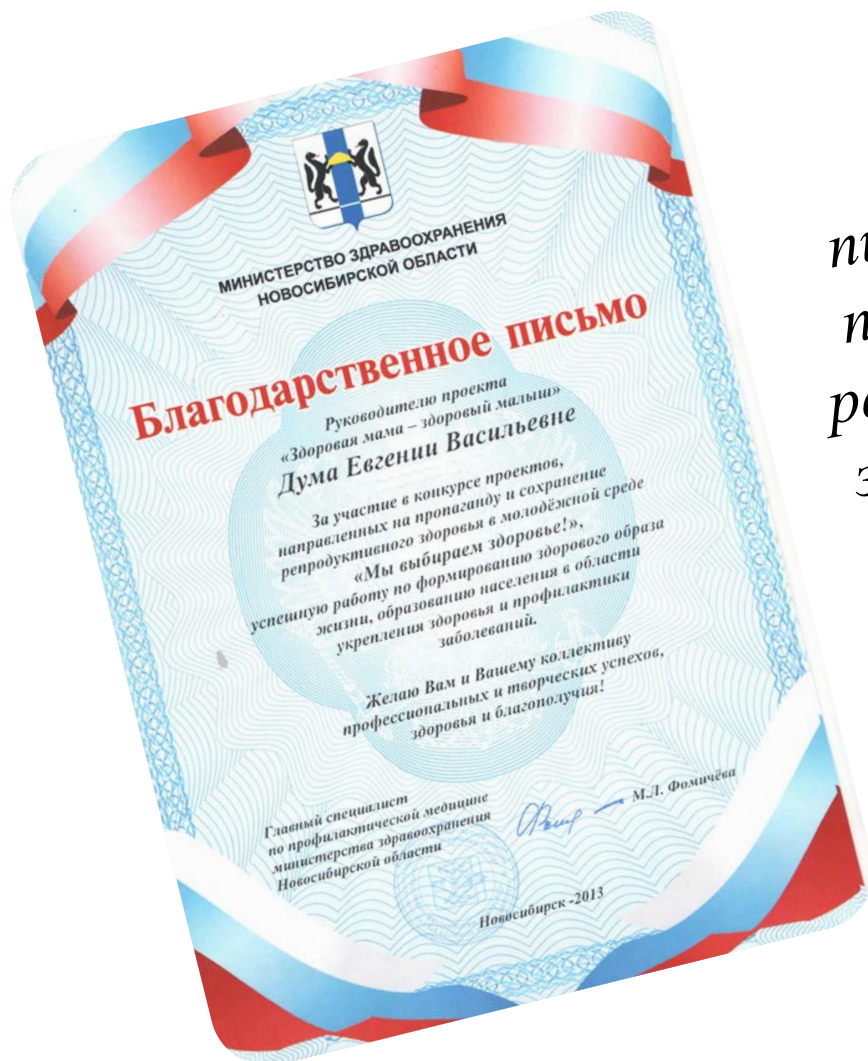 МИНИСТЕРСТВО ЗДРАВООХРАНЕНИЯ
НОВОСИБИРСКОЙ ОБЛАСТИ
Благодарственное письмо
Руководителю проекта
«Здоровая мама – здоровый малыш»
Дума Евгении Васильевне
За участие в конкурсе проектов,
направленных на пропаганду и сохранение
репродуктивного здоровья в молодёжной среде
«Мы выбираем здоровье!»,
успешную работу по формированию здорового образа
жизни, образованию населения в области
укрепления здоровья и профилактики
заболеваний.
Желаю Вам и Вашему коллективу
профессиональных и творческих успехов,
здоровья и благополучия!
Главный специалист
по профилактической медицине
министерства здравоохранения
Новосибирской области
М.Л. Фомичёва
Новосибирск -2013